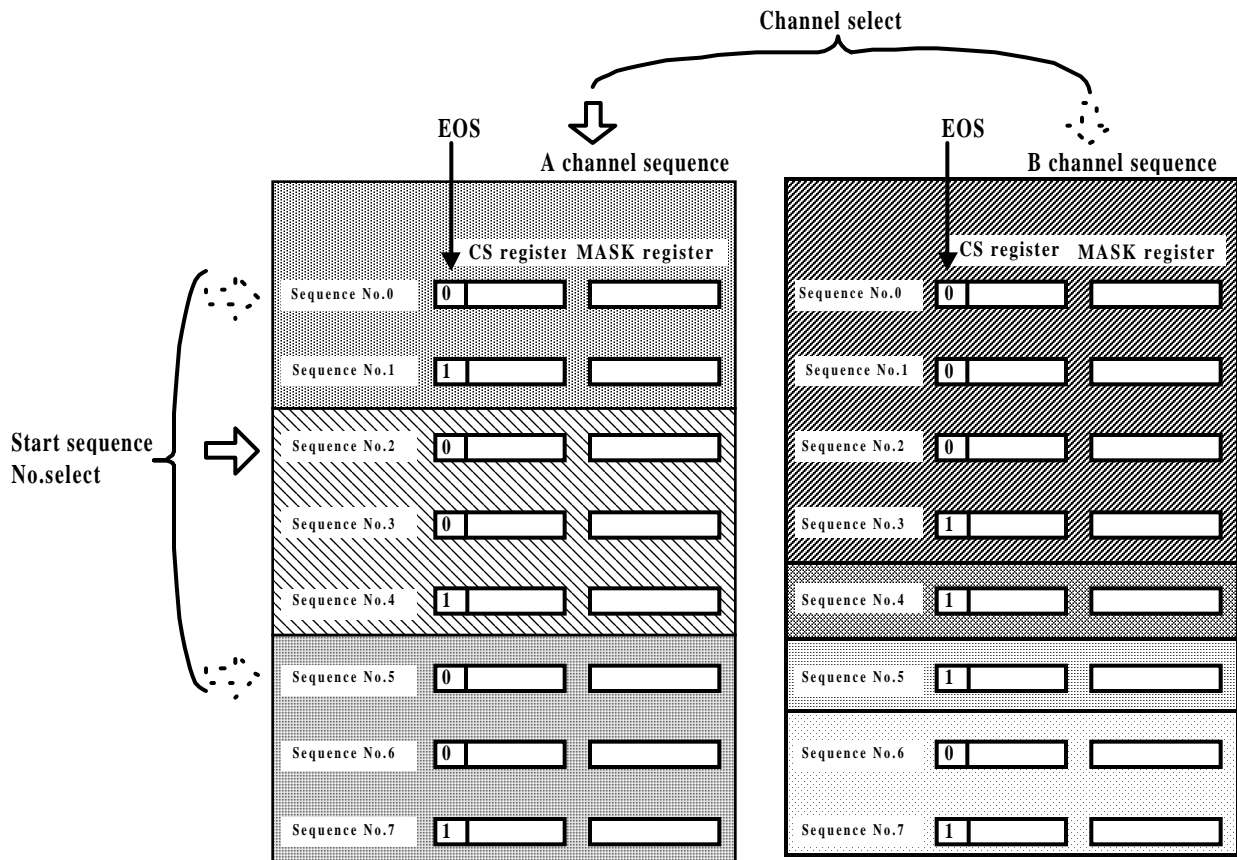 Channel select
EOS
EOS
A channel sequence
B channel sequence
CS register MASK register
CS register MASK register
Sequence No.0 0
Sequence No.0 0
Sequence No.1 1
Sequence No.1 0
Start sequence
No.select
Sequence No.2 0
Sequence No.2 0
Sequence No.3 0
Sequence No.3 1
Sequence No.4 1
Sequence No.4 1
Sequence No.5 0
Sequence No.5 1
Sequence No.6 0
Sequence No.6 0
Sequence No.7 1
Sequence No.7 1